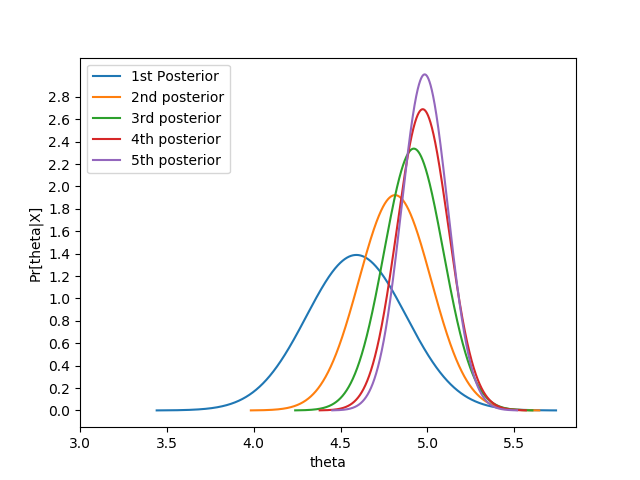 1st Posterior
2nd posterior
3rd posterior
4th posterior
5th posterior
Pr[theta|X]
2.8
2.6
2.4
2.2
2.0
1.8
1.6
1.4
1.2
1.0
0.8
0.6
0.4
0.2
0.0
3.0 3.5 4.0 4.5 5.0 5.5
theta